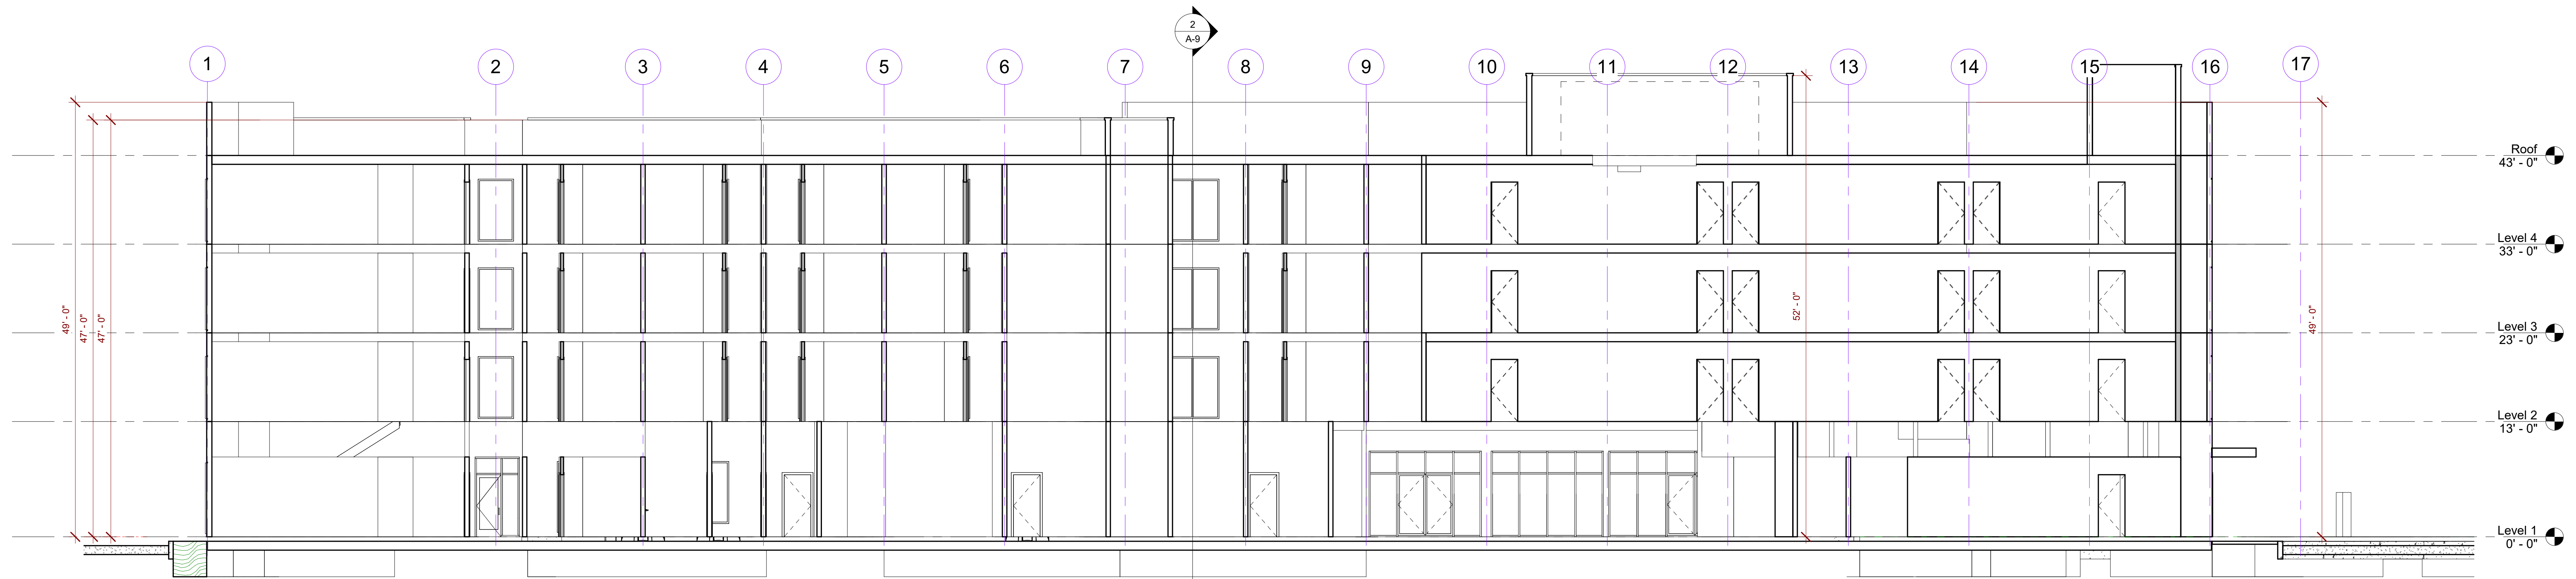 2
A-9
1
2
3
4
5
6
7
8
9
10
11
12
13
14
15
16
17
Roof
43' - 0"
Level 4
33' - 0"
49' - 0"
47' - 0"
47' - 0"
52' - 0"
49' - 0"
Level 3
23' - 0"
Level 2
13' - 0"
Level 1
0' - 0"